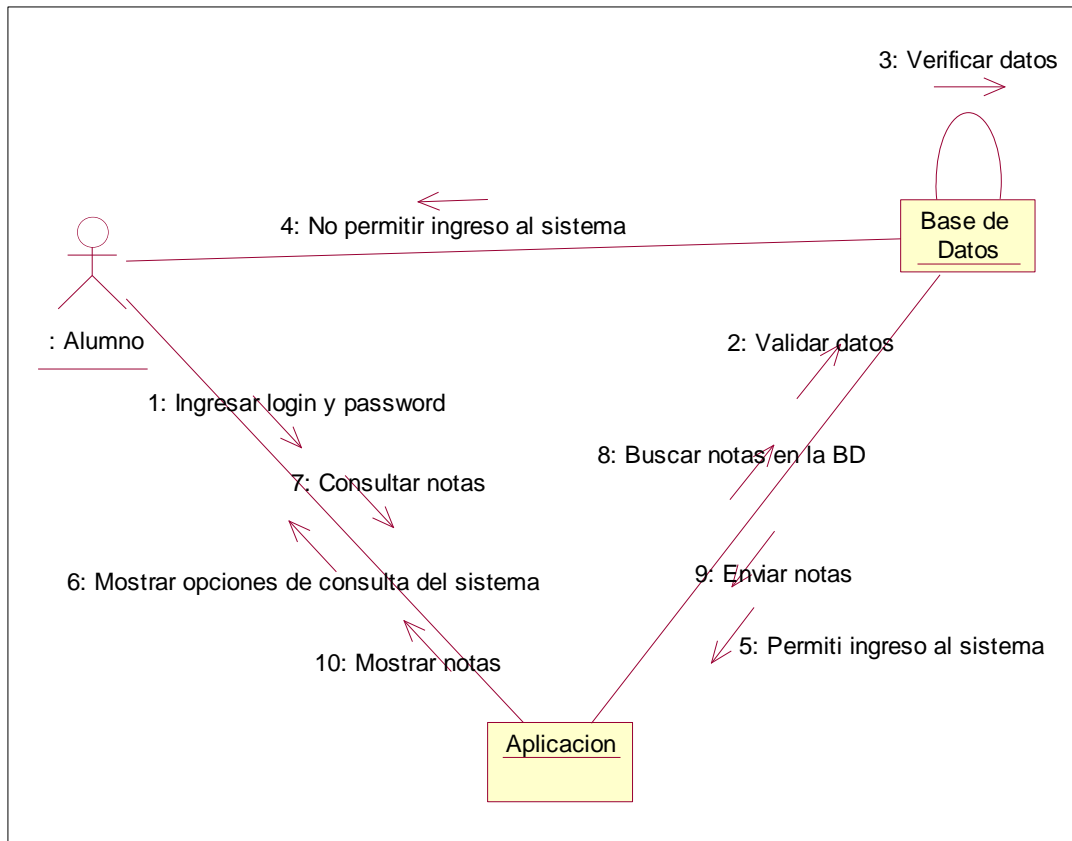 3: Verificar datos
4: No permitir ingreso al sistema
Base de
Datos
: Alumno
2: Validar datos
1: Ingresar login y password
8: Buscar notas en la BD
7: Consultar notas
6: Mostrar opciones de consulta del sistema
9: Enviar notas
5: Permiti ingreso al sistema
10: Mostrar notas
Aplicacion